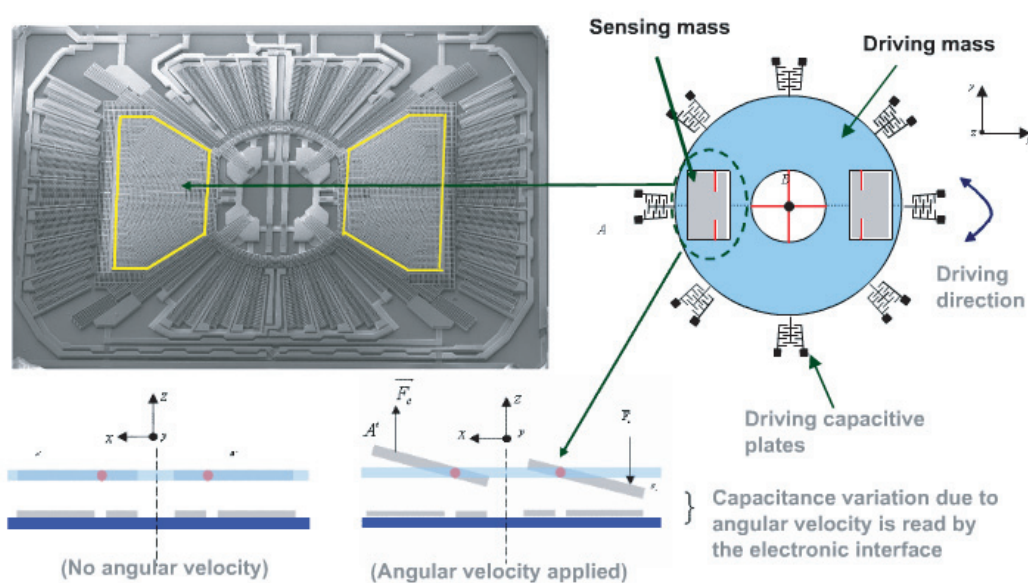 Sensing mass
Driving mass
y
z
B
A
Driving
direction
Driving capacitive
plates
z
x
y
(No angular velocity)
F_c
A'
z
x
y
(Angular velocity applied)
Capacitance variation due to
angular velocity is read by
the electronic interface